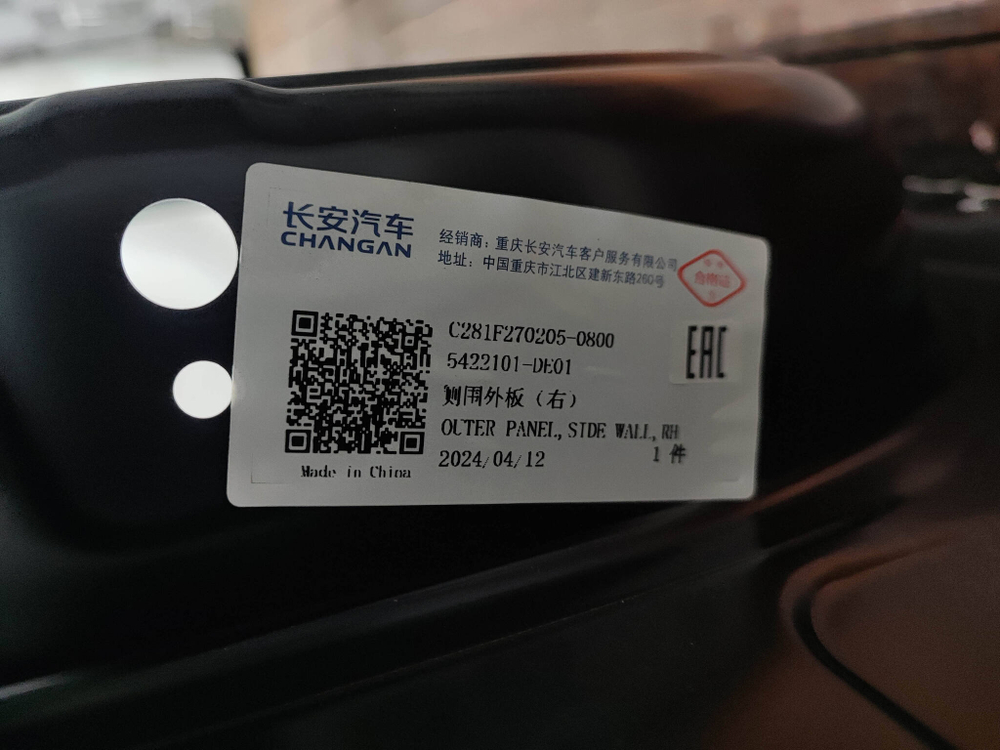 长安汽车
CHANGAN
经销商：重庆长安汽车客户服务有限公司
地址：中国重庆市江北区建新东路260号
合格证
EAC
C281F270205-0800
5422101-DE01
侧围外板（右）
OUTER PANEL, SIDE WALL, RH
2024/04/12
1 件
Made in China